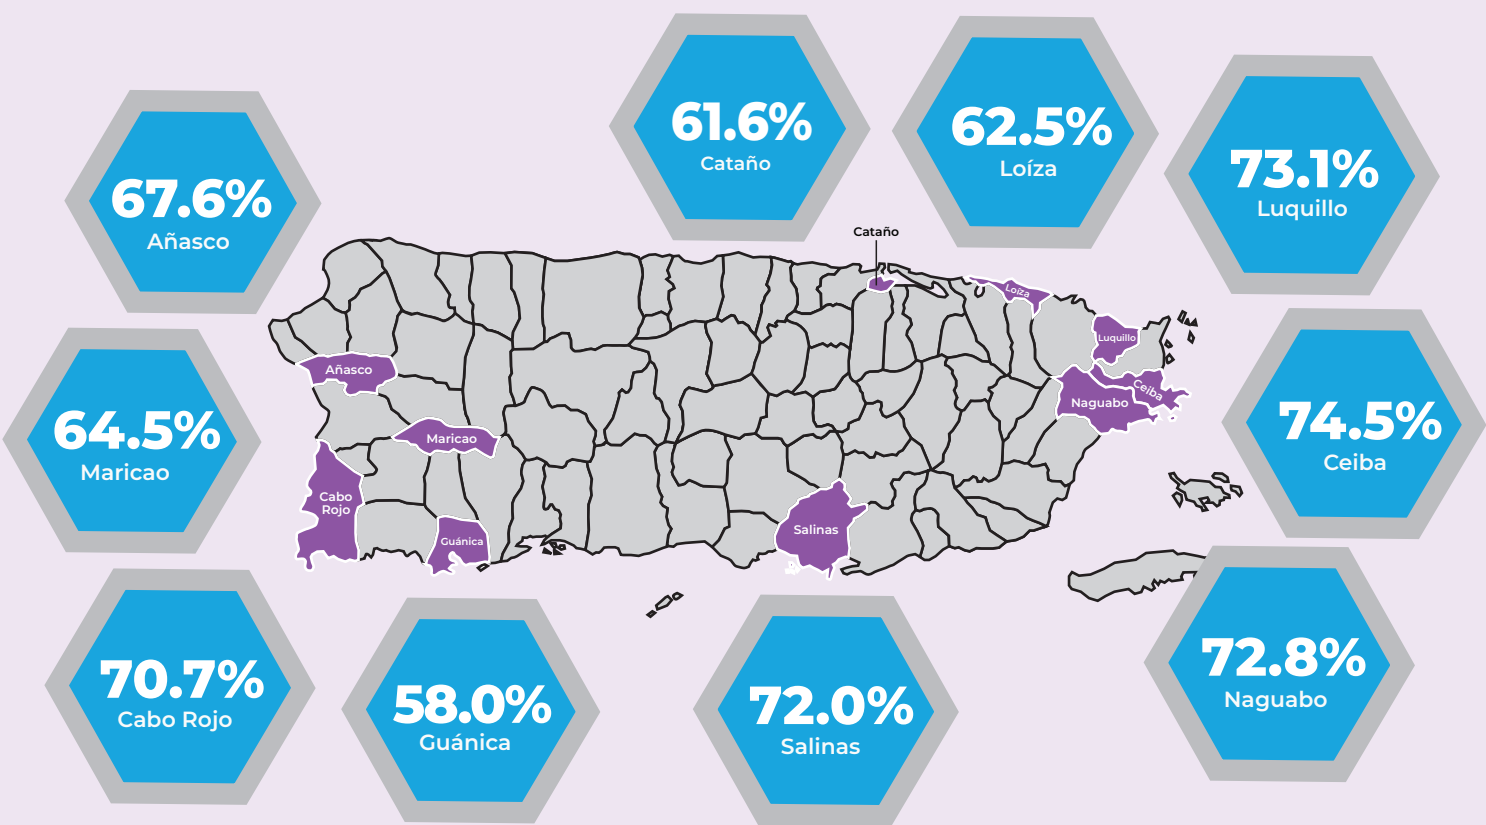 61.6%
Cataño
62.5%
Loíza
73.1%
Luquillo
67.6%
Añasco
Cataño
Loíza
Luquillo
Añasco
Ceiba
Naguabo
64.5%
Maricao
Maricao
74.5%
Ceiba
Cabo
Rojo
Salinas
Guánica
70.7%
Cabo Rojo
58.0%
Guánica
72.0%
Salinas
72.8%
Naguabo